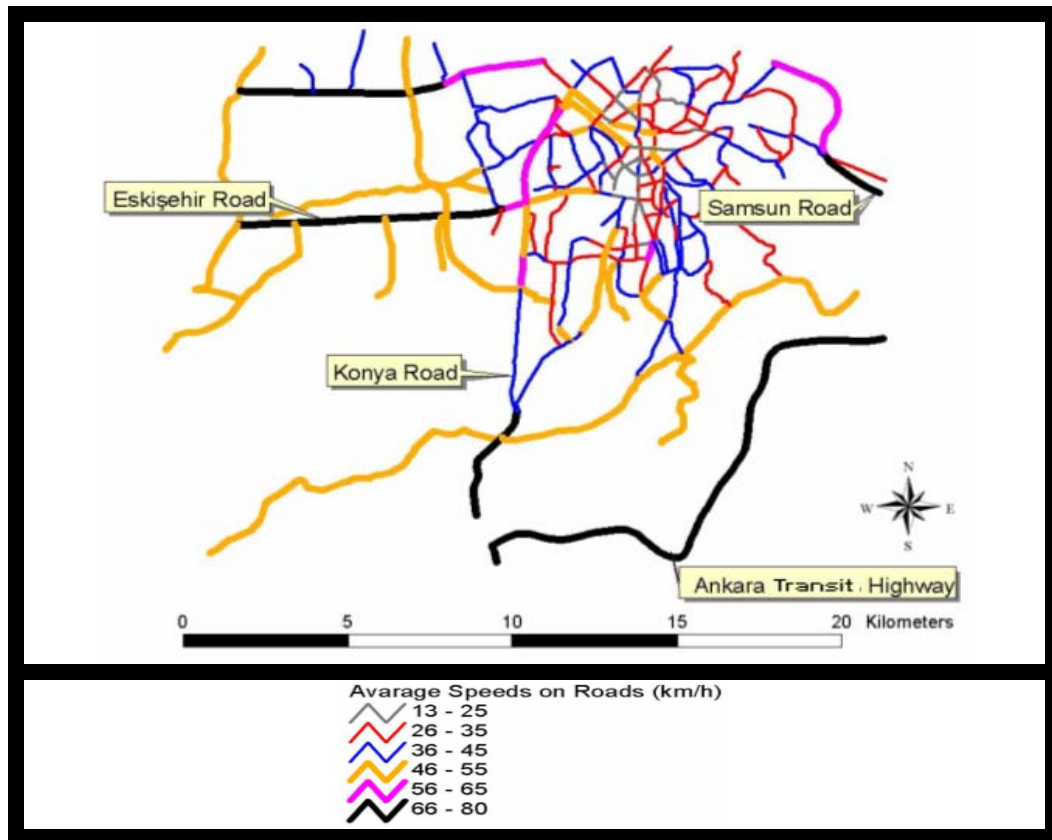 Eskişehir Road
Samsun Road
Konya Road
N
W E
S
Ankara Transit Highway
0 5 10 15 20 Kilometers
Avarage Speeds on Roads (km/h)
13 - 25
26 - 35
36 - 45
46 - 55
56 - 65
66 - 80